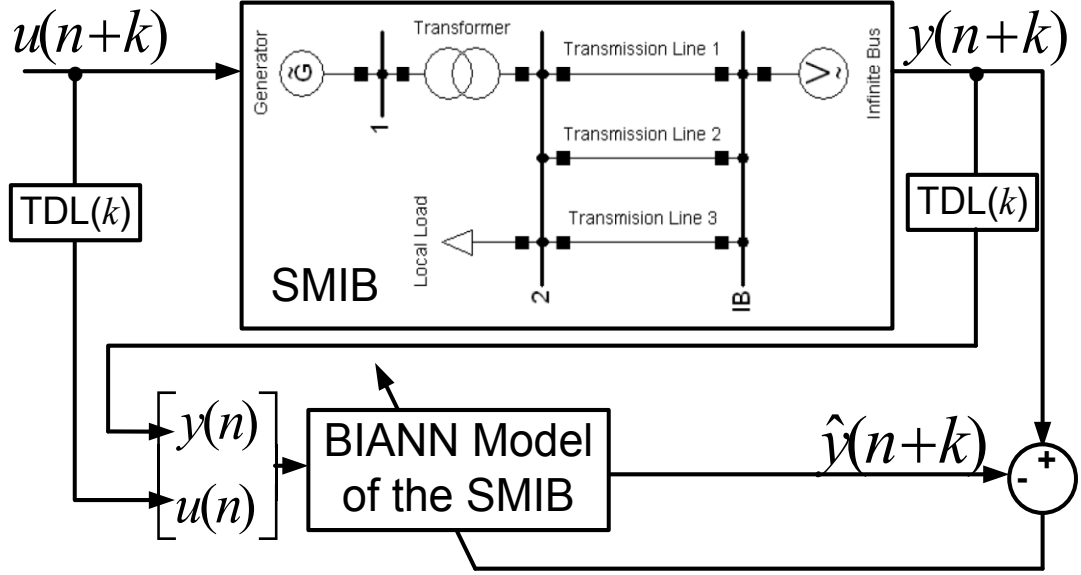 u(n+k)
Transformer
Transmission Line 1
y(n+k)
Generator
G̃
V
~
Infinite Bus
1
Transmission Line 2
TDL(k)
TDL(k)
Transmision Line 3
Local Load
SMIB
2
IB
y(n)
u(n)
BIANN Model
of the SMIB
ŷ(n+k)
+
-